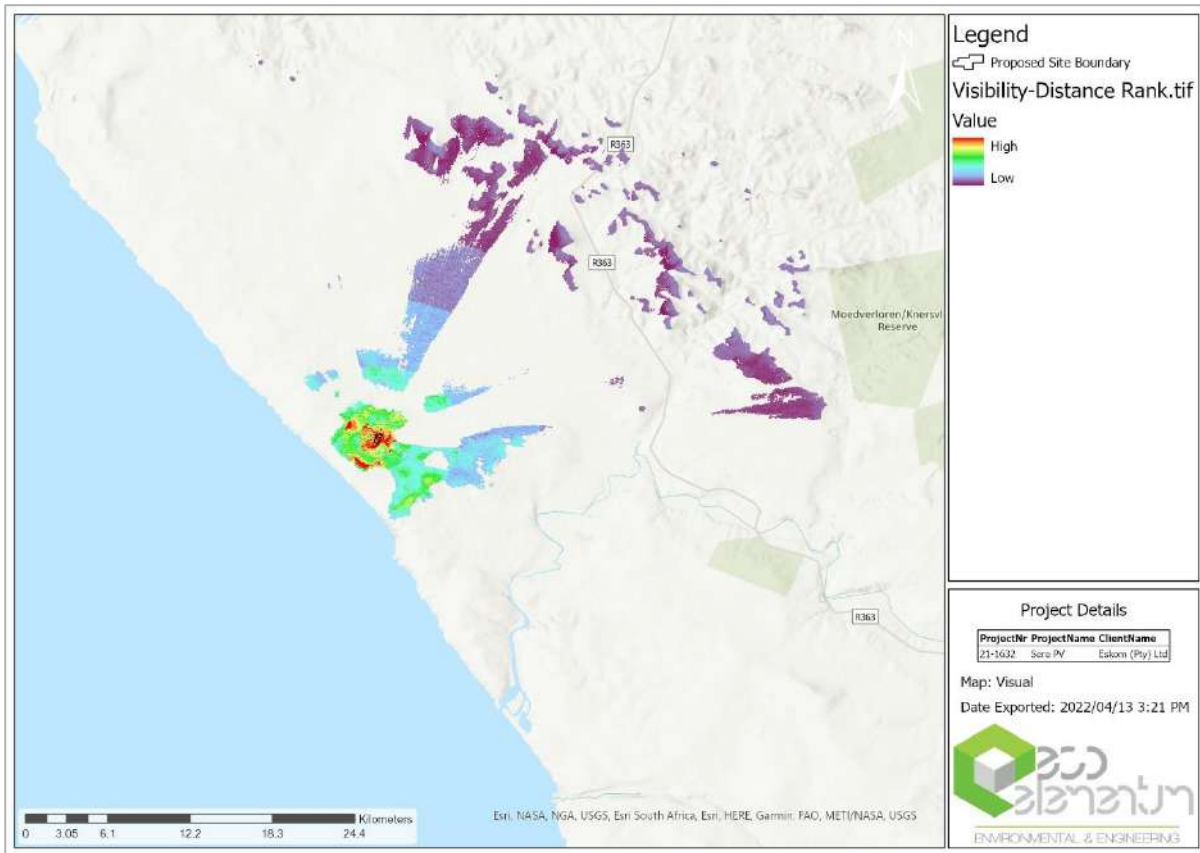 N
R363
R363
Moedverloren/Knersvl
Reserve
R363
0 3.05 6.1 12.2 18.3 24.4
Kilometers
Esri, NASA, NGA, USGS, Esri South Africa, Esri, HERE, Garmin, FAO, METI/NASA, USGS
Legend
Proposed Site Boundary
Visibility-Distance Rank.tif
Value
High
Low
Project Details
ProjectNr ProjectName ClientName
21-1632 Sere PV Eskom (Pty) Ltd
Map: Visual
Date Exported: 2022/04/13 3:21 PM
eco
elementum
ENVIRONMENTAL & ENGINEERING